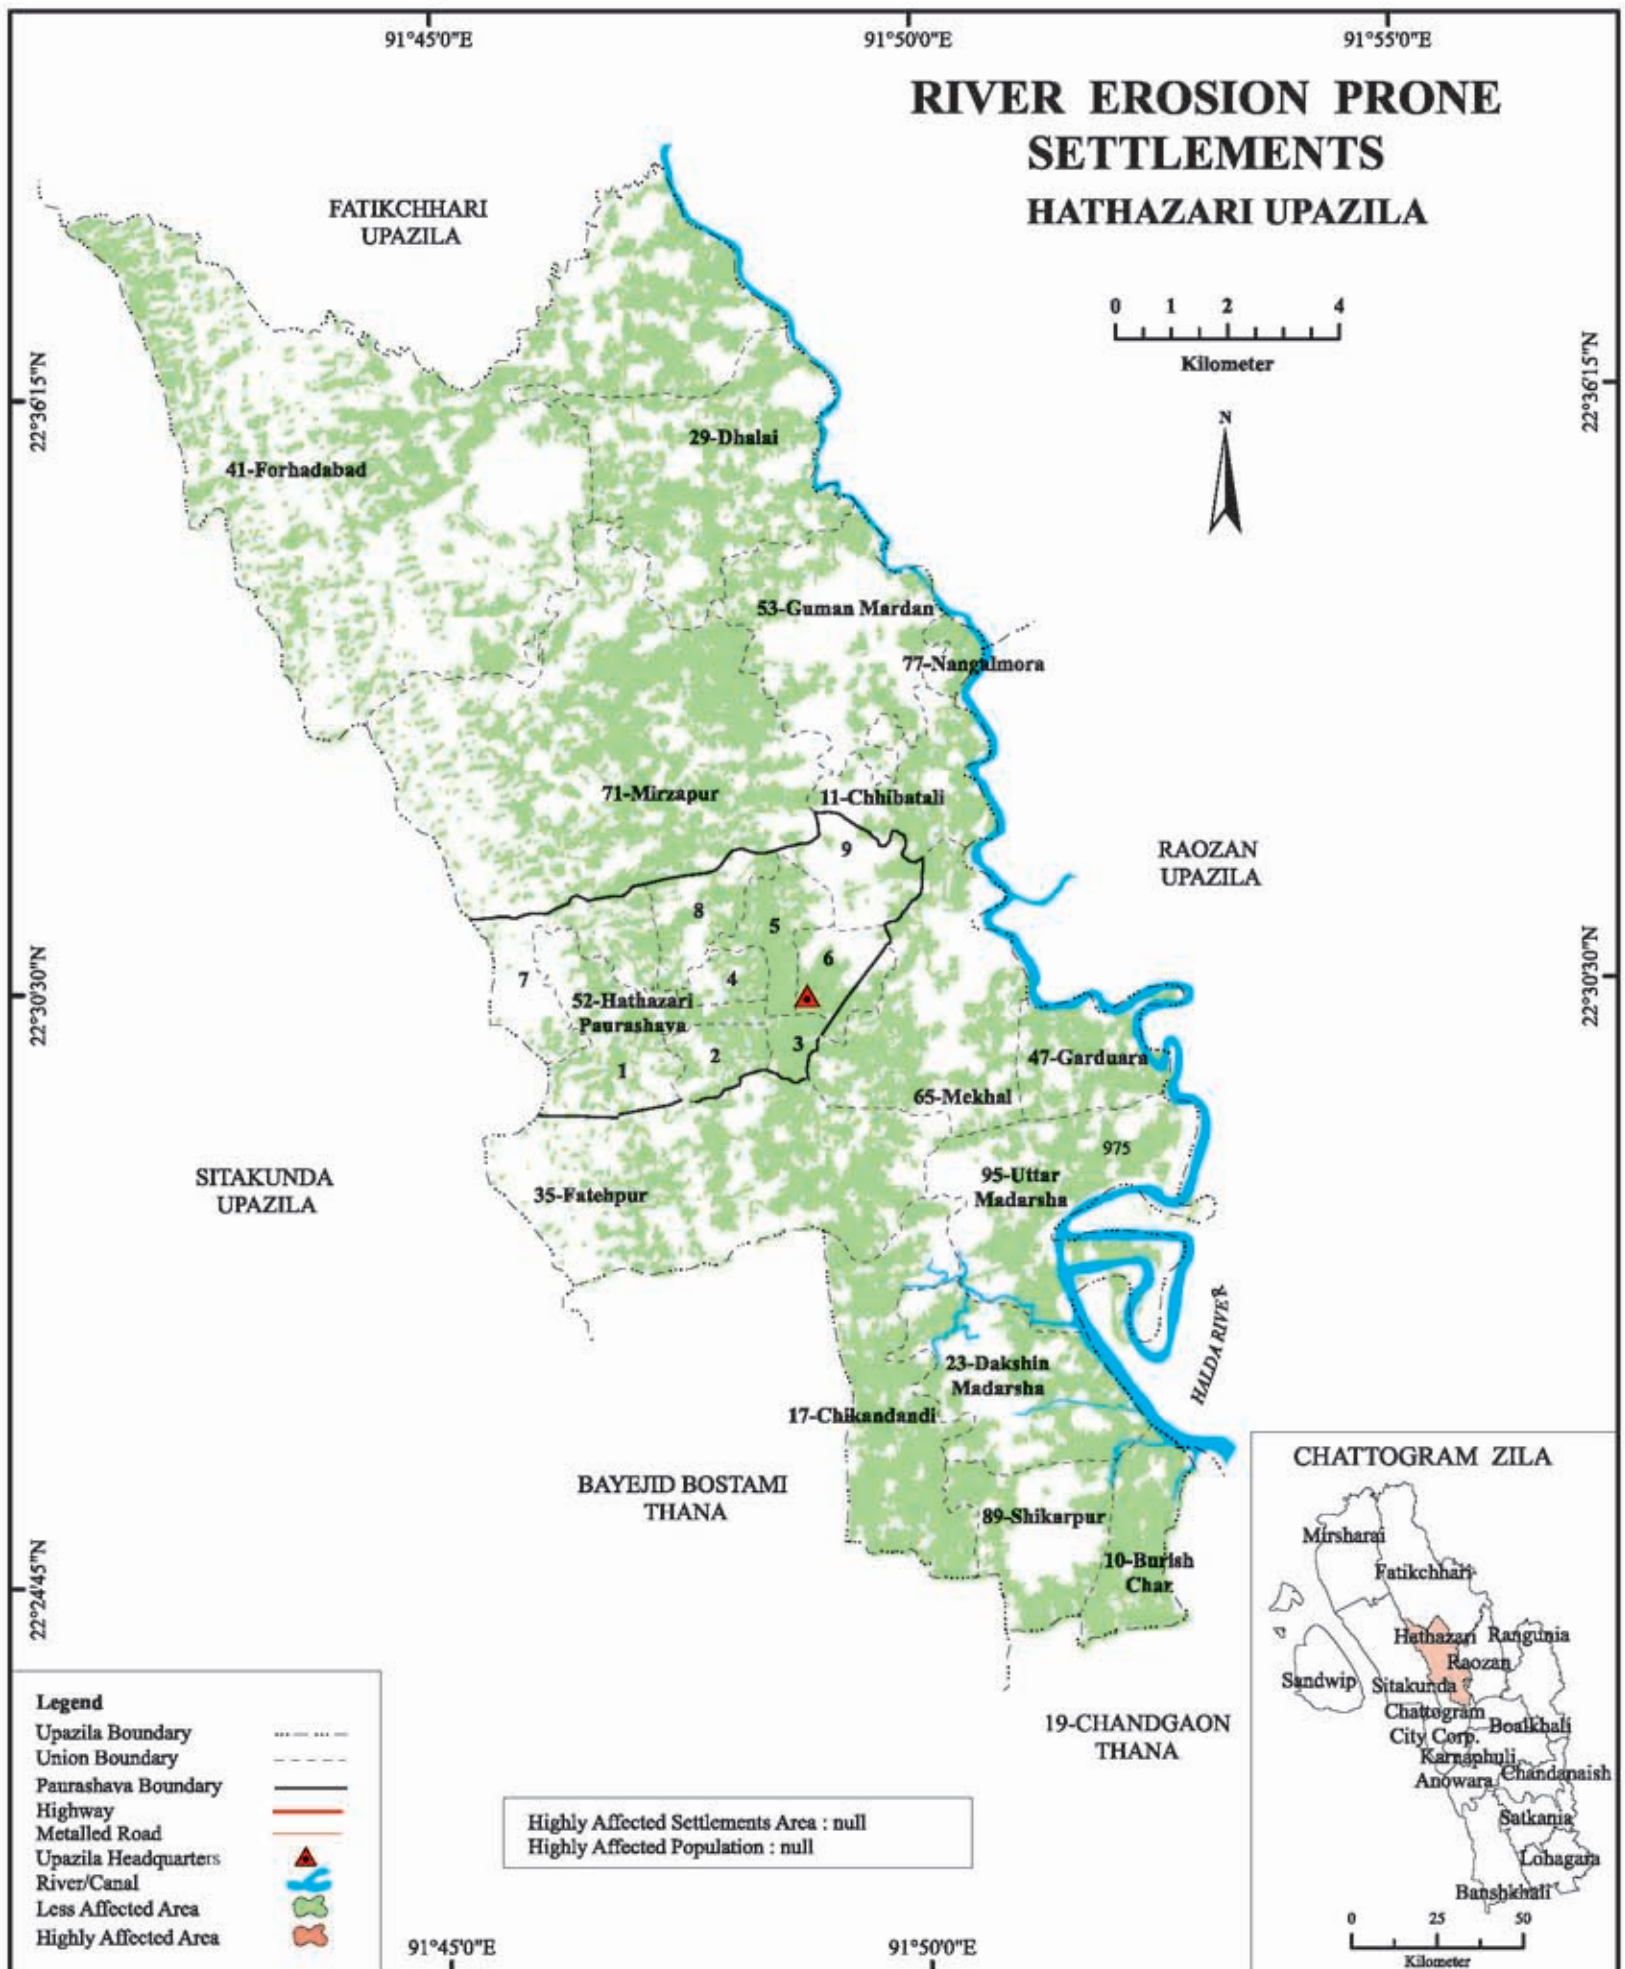 91°45'0"E
91°50'0"E
91°55'0"E
RIVER EROSION PRONE
SETTLEMENTS
HATHAZARI UPAZILA
0 1 2 4
Kilometer
N
FATIKCHHARI
UPAZILA
22°36'15"N
22°36'15"N
29-Dhalai
41-Forhadabad
53-Guman Mardan
77-Nangalmora
71-Mirzapur
11-Chhibatali
9
RAOZAN
UPAZILA
8
5
6
7
4
52-Hathazari
Paurashava
22°30'30"N
22°30'30"N
3
2
1
47-Garduara
65-Mekhal
975
95-Uttar
Madarsha
SITAKUNDA
UPAZILA
35-Fatehpur
HALDA RIVER
23-Dakshin
Madarsha
17-Chikandandi
BAYEJID BOSTAMI
THANA
89-Shikarpur
10-Burish
Char
22°24'45"N
19-CHANDGAON
THANA
CHATTOGRAM ZILA
Mirsharai
Fatikchhari
Hathazari
Rangunia
Raozan
Sandwip
Sitakunda
Chattogram
City Corp.
Boalkhali
Karnaphuli
Anowara
Chandanaish
Satkania
Lohagara
Banshkhali
0 25 50
Kilometer
Legend
Upazila Boundary
Union Boundary
Paurashava Boundary
Highway
Metalled Road
Upazila Headquarters
River/Canal
Less Affected Area
Highly Affected Area
Highly Affected Settlements Area : null
Highly Affected Population : null
91°45'0"E
91°50'0"E